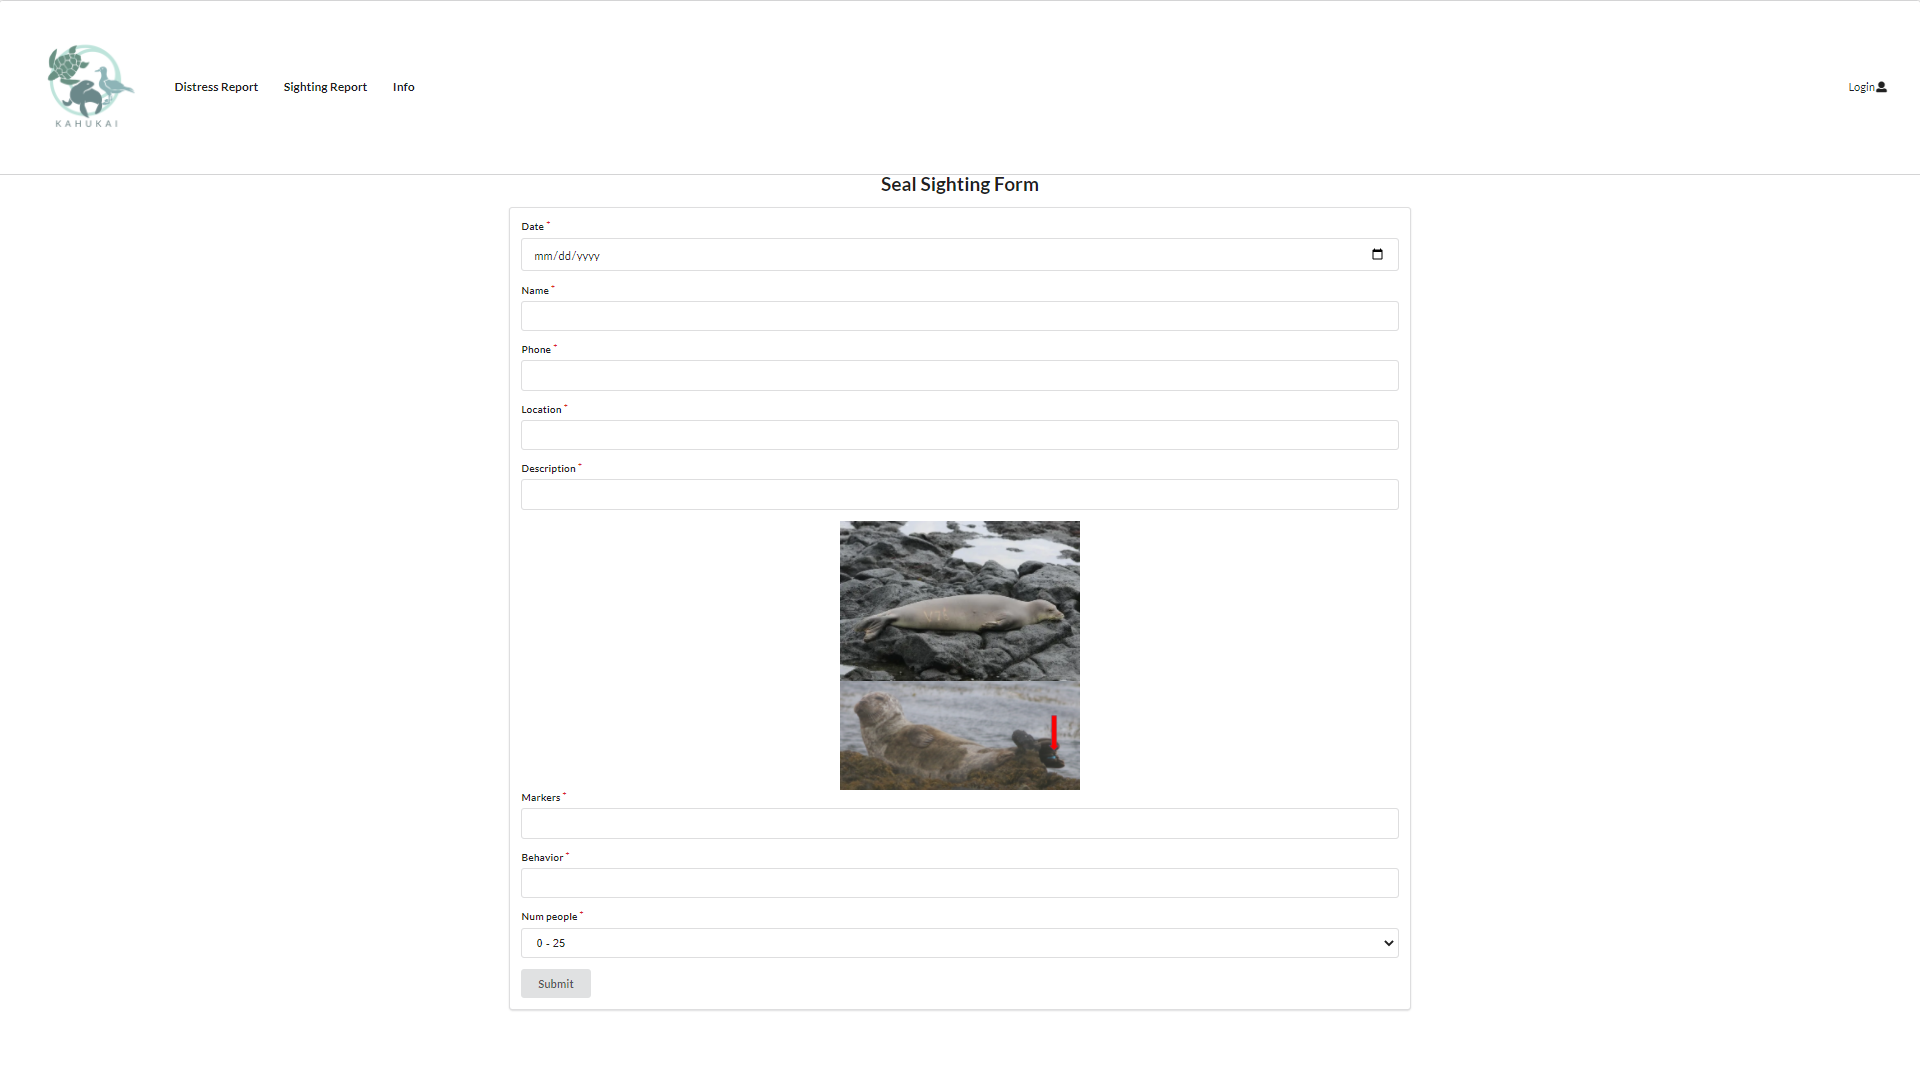 KAHUKAI
Distress Report
Sighting Report
Info
Login
Seal Sighting Form
Date *
mm/dd/yyyy
Name *
Phone *
Location *
Description *
Markers *
Behavior *
Num people *
0 - 25
Submit